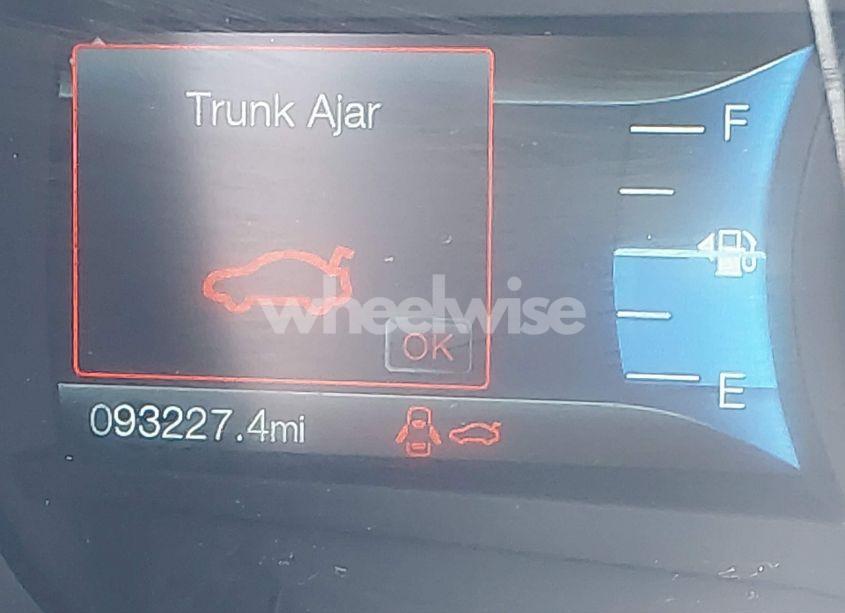 Trunk Ajar
F
wheelwise
OK
E
093227.4mi